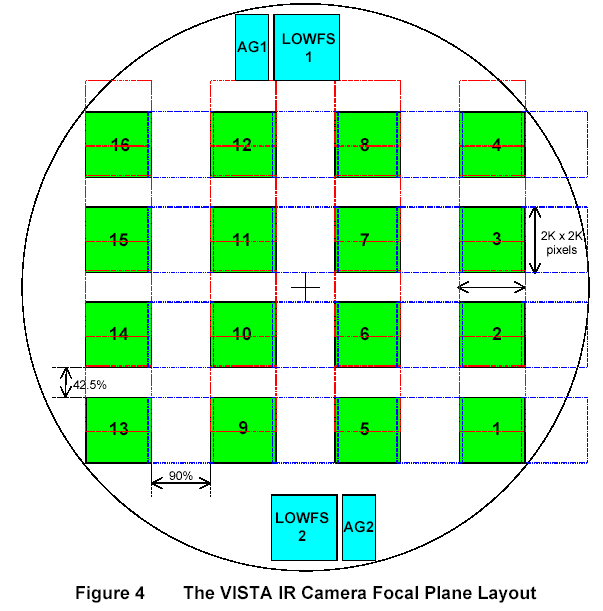 AG1
LOWFS
1
16
12
8
4
15
11
7
3
2K x 2K
pixels
14
10
6
2
42.5%
13
9
5
1
90%
LOWFS
2
AG2
Figure 4 The VISTA IR Camera Focal Plane Layout